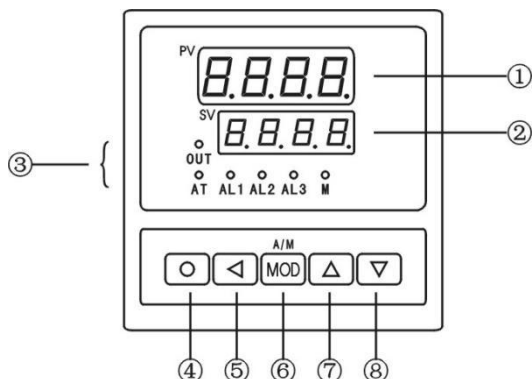 PV
8.8.8.8.
①
SV
8.8.8.8.
②
③
OUT
AT AL1 AL2 AL3 M
A/M
MOD
④ ⑤ ⑥ ⑦ ⑧